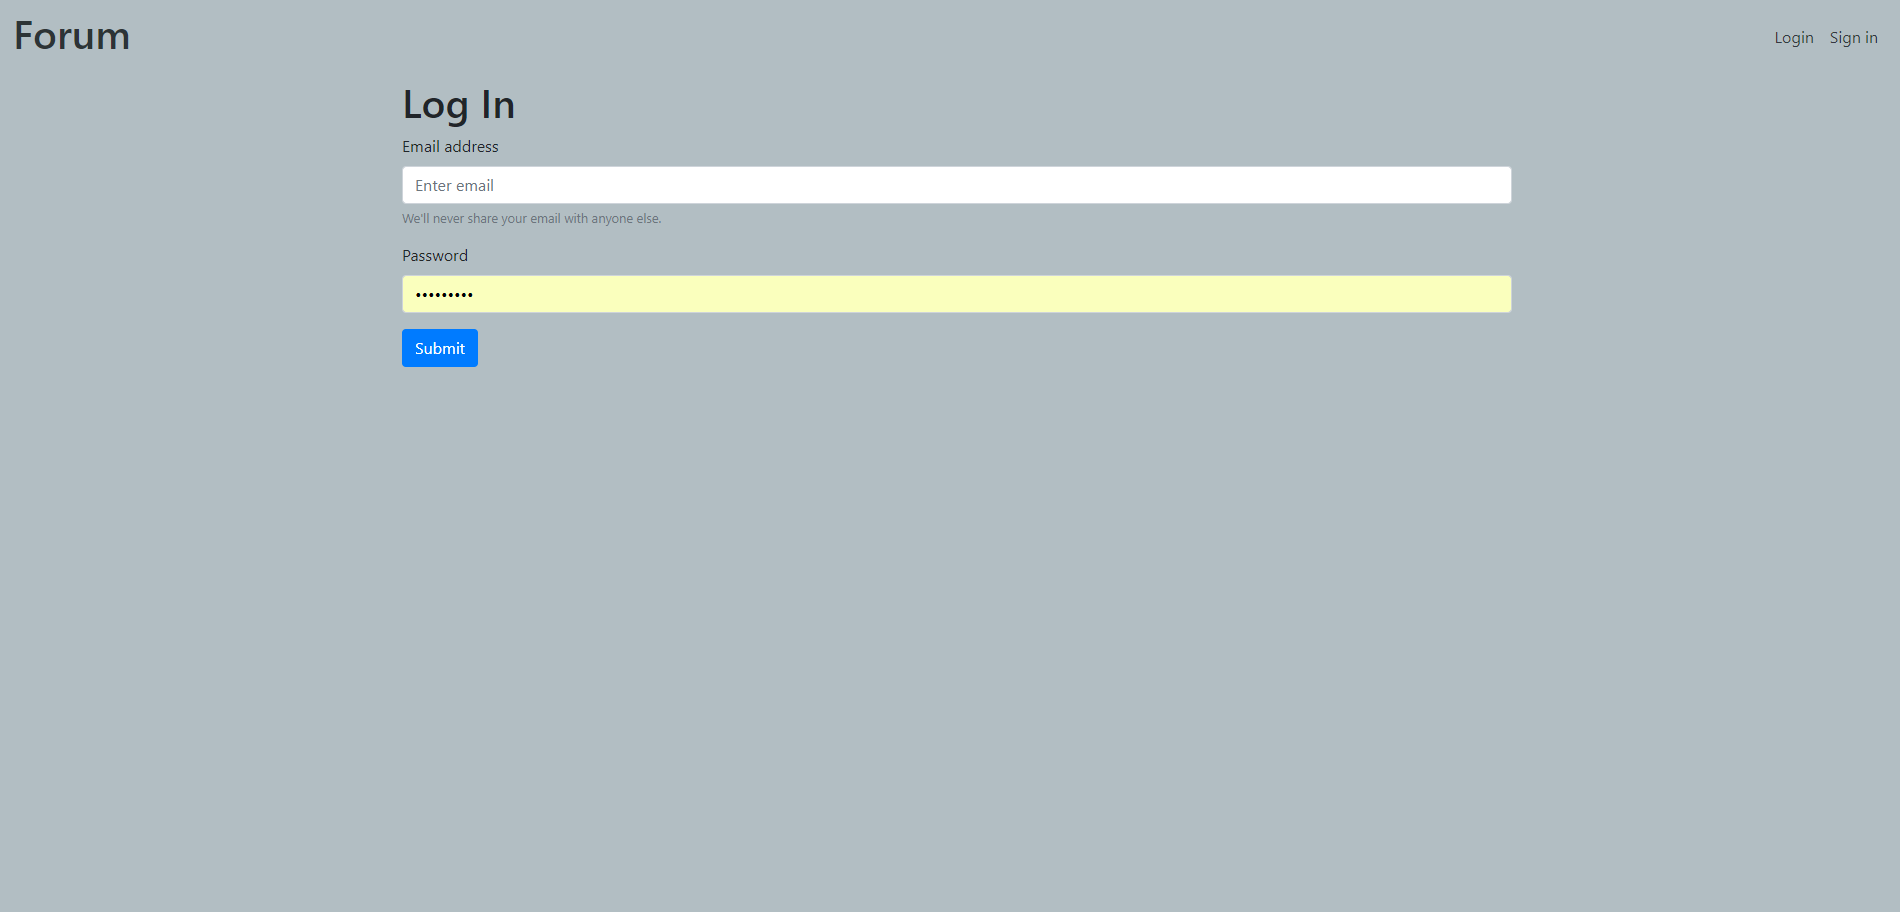 Forum
Login Sign in
Log In
Email address
Enter email
We'll never share your email with anyone else.
Password
•••••••••
Submit